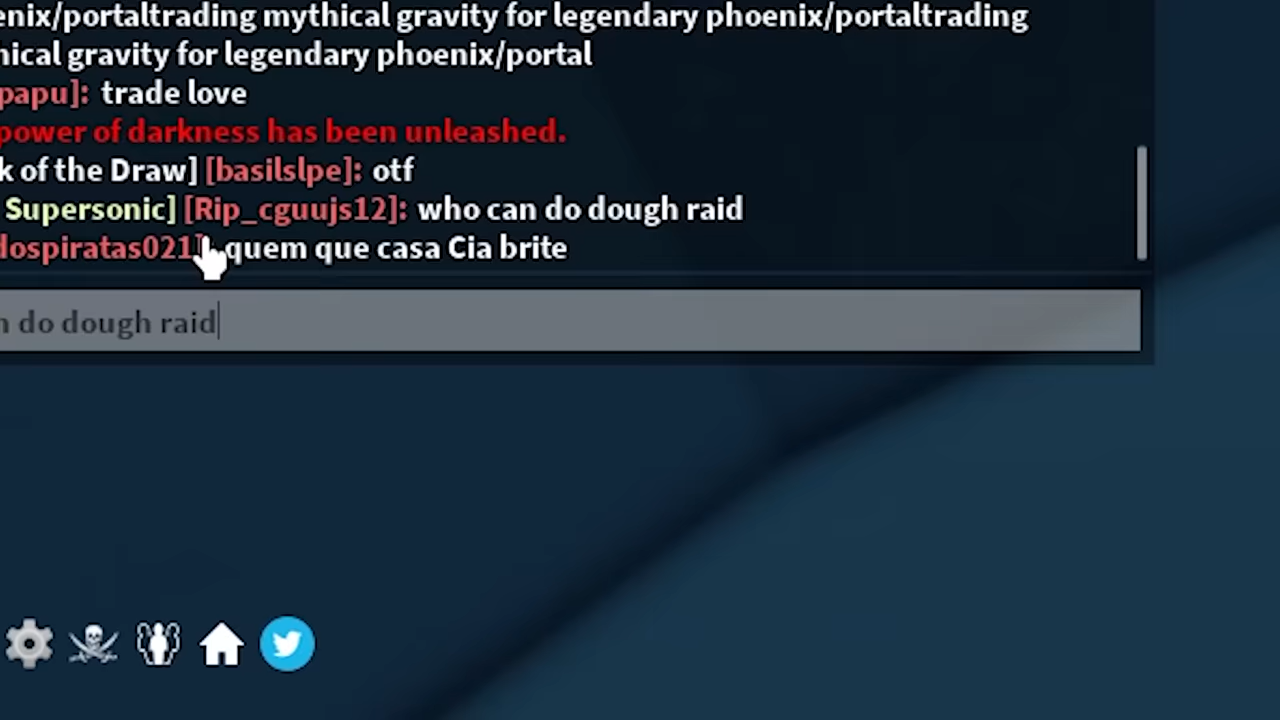 /portaltrading mythical gravity for legendary phoenix/portaltrading
gravity for legendary phoenix/portal
papu]: trade love
power of darkness has been unleashed.
of the Draw] [basilslpe]: otf
Supersonic] [Rip_cguujs12]: who can do dough raid
dospiratas021]: quem que casa Cia brite
do dough raid